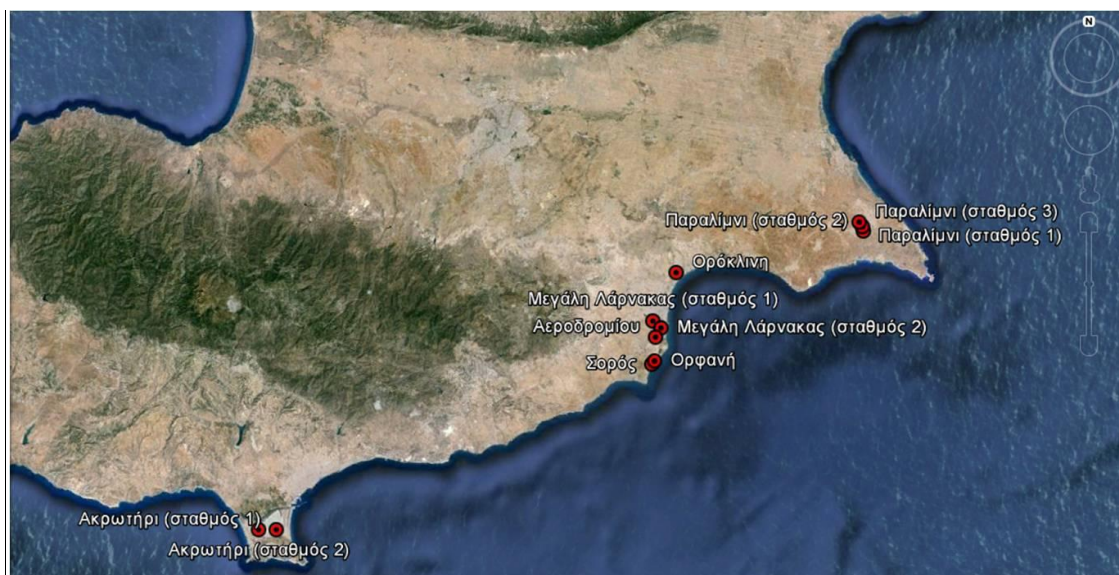 N
Παραλίμνι (σταθμός 3)
Παραλίμνι (σταθμός 2)
Παραλίμνι (σταθμός 1)
Ορόκλινη
Μεγάλη Λάρνακας (σταθμός 1)
Αεροδρομίου
Μεγάλη Λάρνακας (σταθμός 2)
Σορός
Ορφανή
Ακρωτήρι (σταθμός 1)
Ακρωτήρι (σταθμός 2)